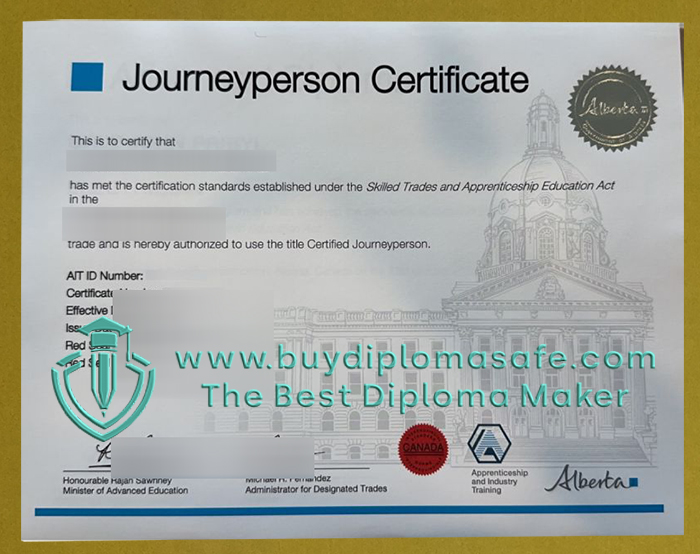 Journeyperson Certificate
Alberta
This is to certify that
has met the certification standards established under the Skilled Trades and Apprenticeship Education Act
in the
trade and is hereby authorized to use the title Certified Journeyperson.
AIT ID Number:
Certificate
Effective
Red
www.buydiplomasafe.com
The Best Diploma Maker
CANADA
Honourable Rajan Sawhney
Minister of Advanced Education
Michael R. Fernandez
Administrator for Designated Trades
Apprenticeship
and Industry
Training
Alberta